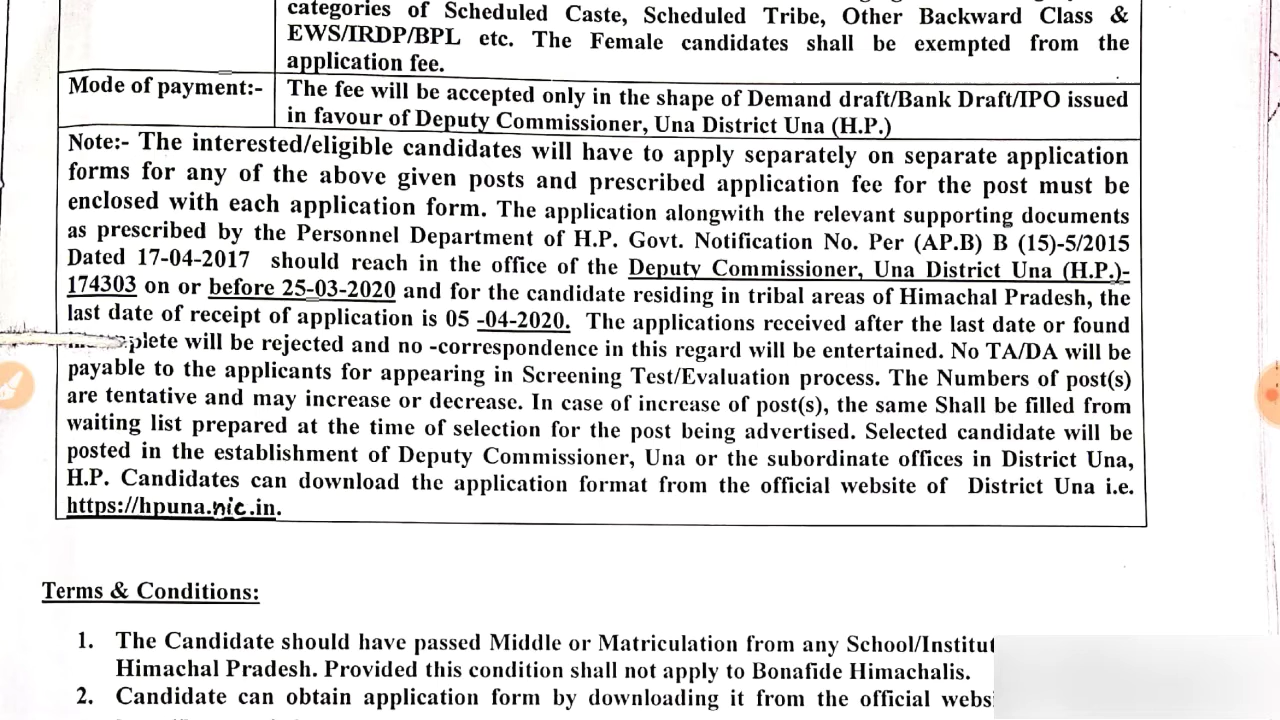 categories of Scheduled Caste, Scheduled Tribe, Other Backward Class &
EWS/IRDP/BPL etc. The Female candidates shall be exempted from the
application fee.
Mode of payment:-
The fee will be accepted only in the shape of Demand draft/Bank Draft/IPO issued
in favour of Deputy Commissioner, Una District Una (H.P.)
Note:- The interested/eligible candidates will have to apply separately on separate application
forms for any of the above given posts and prescribed application fee for the post must be
enclosed with each application form. The application alongwith the relevant supporting documents
as prescribed by the Personnel Department of H.P. Govt. Notification No. Per (AP.B) B (15)-5/2015
Dated 17-04-2017 should reach in the office of the Deputy Commissioner, Una District Una (H.P.)-
174303 on or before 25-03-2020 and for the candidate residing in tribal areas of Himachal Pradesh, the
last date of receipt of application is 05 -04-2020. The applications received after the last date or found
plete will be rejected and no -correspondence in this regard will be entertained. No TA/DA will be
payable to the applicants for appearing in Screening Test/Evaluation process. The Numbers of post(s)
are tentative and may increase or decrease. In case of increase of post(s), the same Shall be filled from
waiting list prepared at the time of selection for the post being advertised. Selected candidate will be
posted in the establishment of Deputy Commissioner, Una or the subordinate offices in District Una,
H.P. Candidates can download the application format from the official website of District Una i.e.
https://hpuna.nic.in.
Terms & Conditions:
1. The Candidate should have passed Middle or Matriculation from any School/Institut
Himachal Pradesh. Provided this condition shall not apply to Bonafide Himachalis.
2. Candidate can obtain application form by downloading it from the official webs